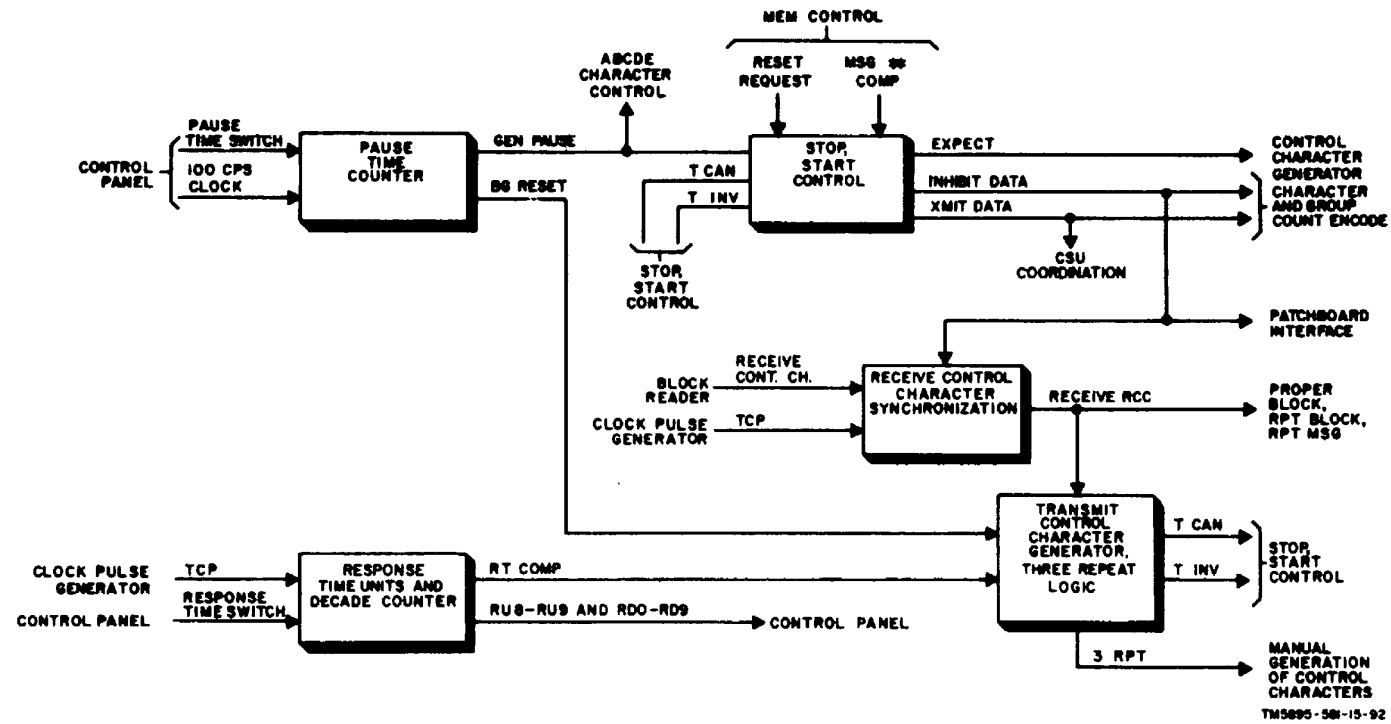 MEM CONTROL
RESET
REQUEST
MSG **
COMP
ABCDE
CHARACTER
CONTROL
CONTROL
PANEL
PAUSE
TIME SWITCH
100 CPS
CLOCK
PAUSE
TIME
COUNTER
GEN PAUSE
BG RESET
T CAN
T INV
STOP,
START
CONTROL
STOP,
START
CONTROL
EXPECT
INHIBIT DATA
XMIT DATA
CSU
COORDINATION
CONTROL
CHARACTER
GENERATOR
CHARACTER
AND GROUP
COUNT ENCODE
PATCHBOARD
INTERFACE
BLOCK
READER
RECEIVE
CONT. CH.
CLOCK PULSE
GENERATOR
TCP
RECEIVE CONTROL
CHARACTER
SYNCHRONIZATION
RECEIVE RCC
PROPER
BLOCK,
RPT BLOCK,
RPT MSG
TRANSMIT
CONTROL
CHARACTER
GENERATOR,
THREE REPEAT
LOGIC
T CAN
T INV
STOP,
START
CONTROL
CLOCK PULSE
GENERATOR
TCP
CONTROL PANEL
RESPONSE
TIME SWITCH
RESPONSE
TIME UNITS AND
DECADE COUNTER
RT COMP
RU8-RU9 AND RD0-RD9
CONTROL PANEL
3 RPT
MANUAL
GENERATION
OF CONTROL
CHARACTERS
TM5895-581-15-92